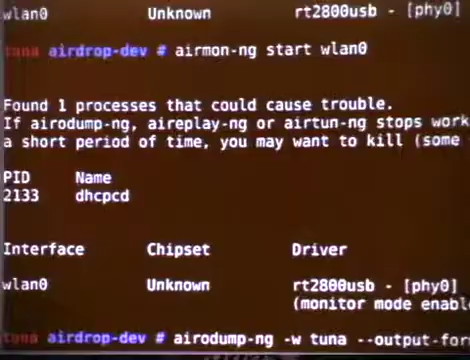 wlan0 Unknown rt2800usb - [phy0]
tuna airdrop-dev # airmon-ng start wlan0
Found 1 processes that could cause trouble.
If airodump-ng, aireplay-ng or airtun-ng stops work
a short period of time, you may want to kill (some
PID Name
2133 dhcpcd
Interface Chipset Driver
wlan0 Unknown rt2800usb - [phy0]
(monitor mode enabl
tuna airdrop-dev # airodump-ng -w tuna --output-for